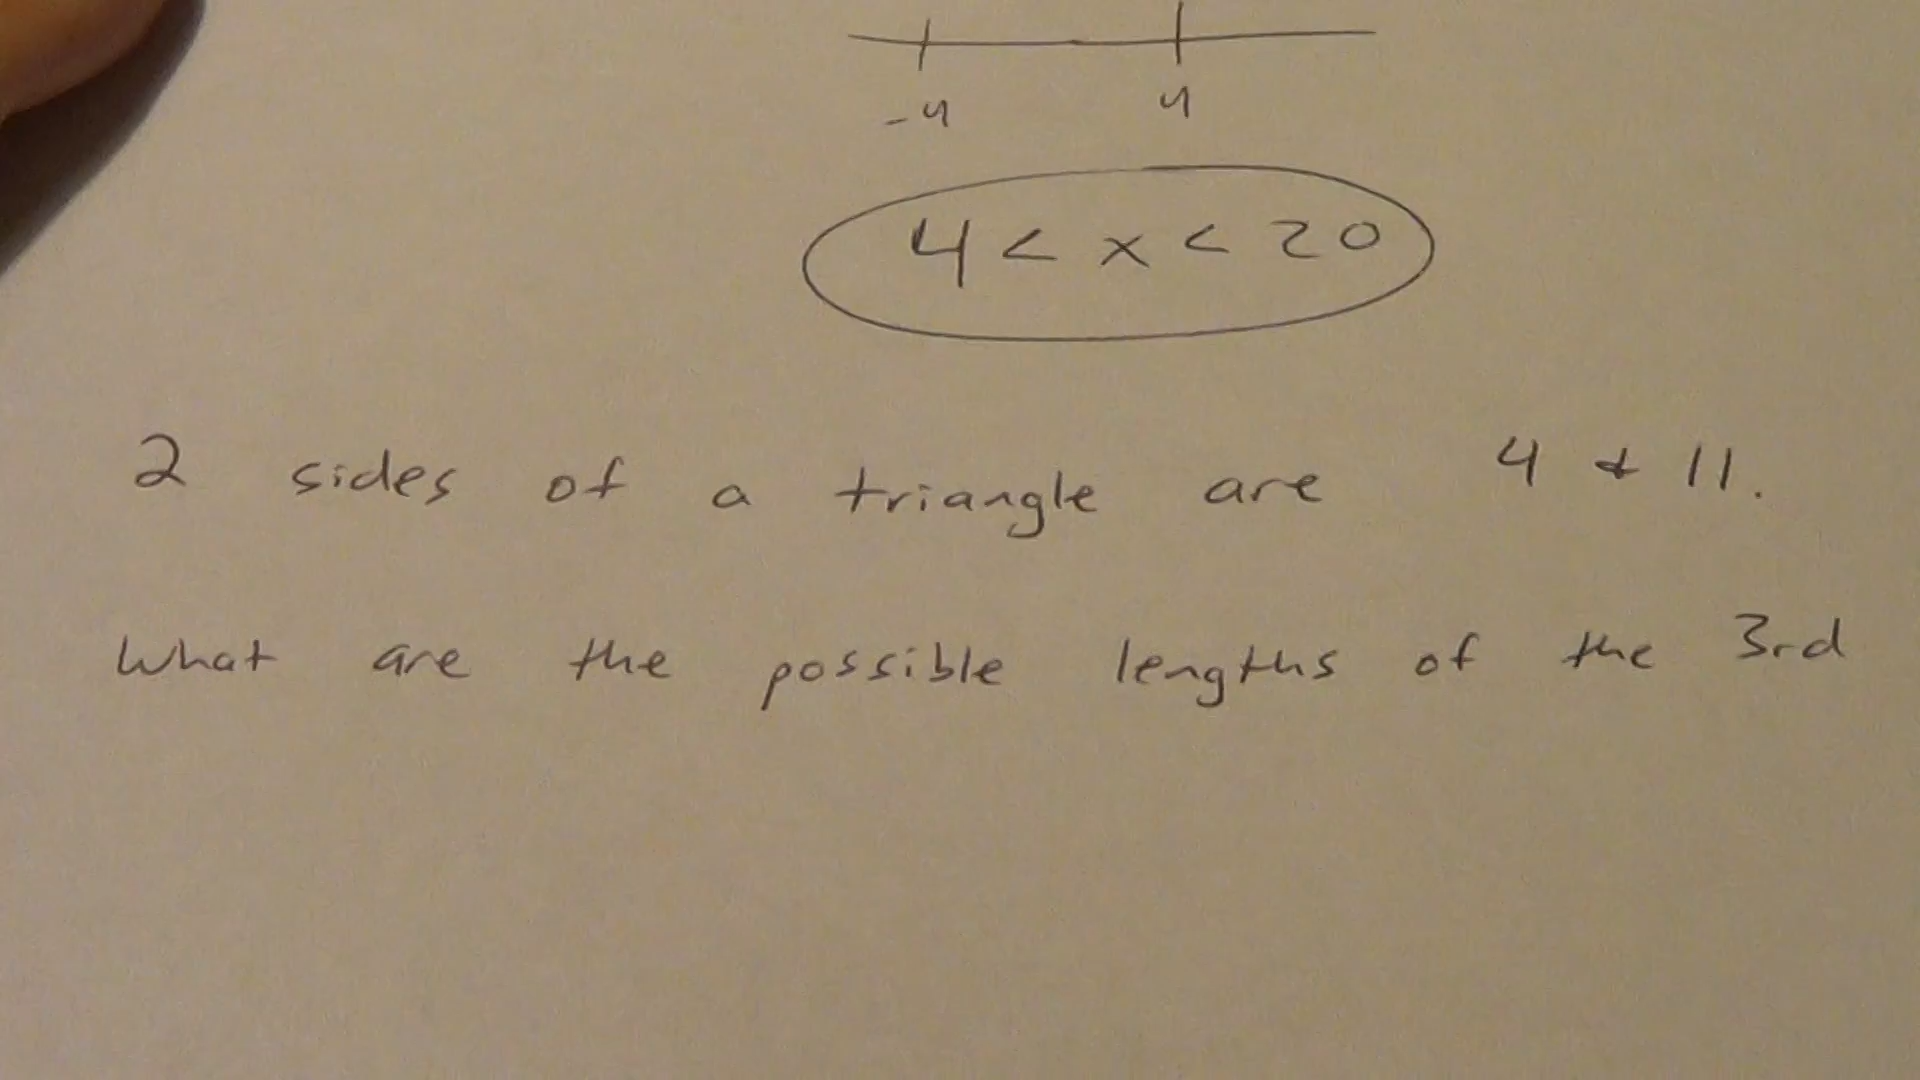 -4 4
4 < x < 20
2 sides of a triangle are 4 & 11.
What are the possible lengths of the 3rd